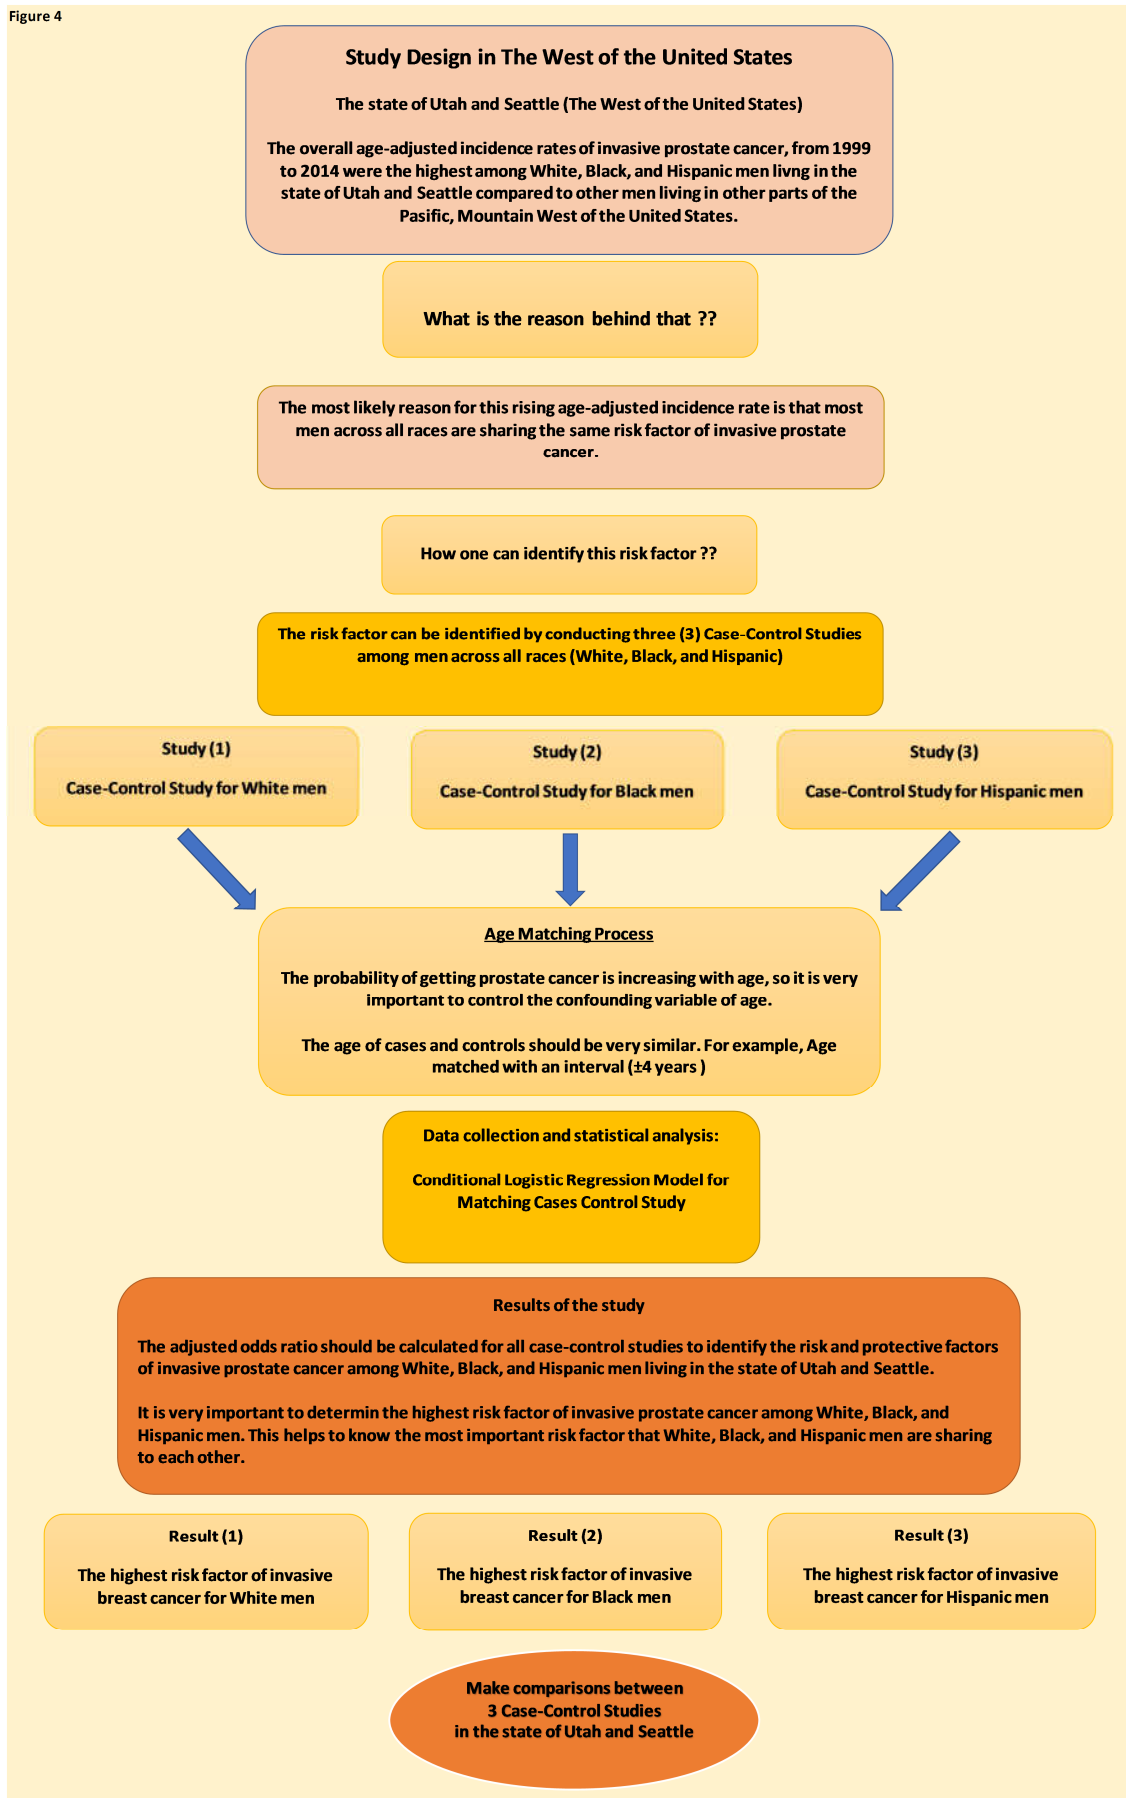 Figure 4
Study Design in The West of the United States
The state of Utah and Seattle (The West of the United States)
The overall age-adjusted incidence rates of invasive prostate cancer, from 1999
to 2014 were the highest among White, Black, and Hispanic men livng in the
state of Utah and Seattle compared to other men living in other parts of the
Pasific, Mountain West of the United States.
What is the reason behind that ??
The most likely reason for this rising age-adjusted incidence rate is that most
men across all races are sharing the same risk factor of invasive prostate
cancer.
How one can identify this risk factor ??
The risk factor can be identified by conducting three (3) Case-Control Studies
among men across all races (White, Black, and Hispanic)
Study (1)
Case-Control Study for White men
Study (2)
Case-Control Study for Black men
Study (3)
Case-Control Study for Hispanic men
Age Matching Process
The probability of getting prostate cancer is increasing with age, so it is very
important to control the confounding variable of age.
The age of cases and controls should be very similar. For example, Age
matched with an interval (±4 years )
Data collection and statistical analysis:
Conditional Logistic Regression Model for
Matching Cases Control Study
Results of the study
The adjusted odds ratio should be calculated for all case-control studies to identify the risk and protective factors
of invasive prostate cancer among White, Black, and Hispanic men living in the state of Utah and Seattle.
It is very important to determin the highest risk factor of invasive prostate cancer among White, Black, and
Hispanic men. This helps to know the most important risk factor that White, Black, and Hispanic men are sharing
to each other.
Result (1)
The highest risk factor of invasive
breast cancer for White men
Result (2)
The highest risk factor of invasive
breast cancer for Black men
Result (3)
The highest risk factor of invasive
breast cancer for Hispanic men
Make comparisons between
3 Case-Control Studies
in the state of Utah and Seattle